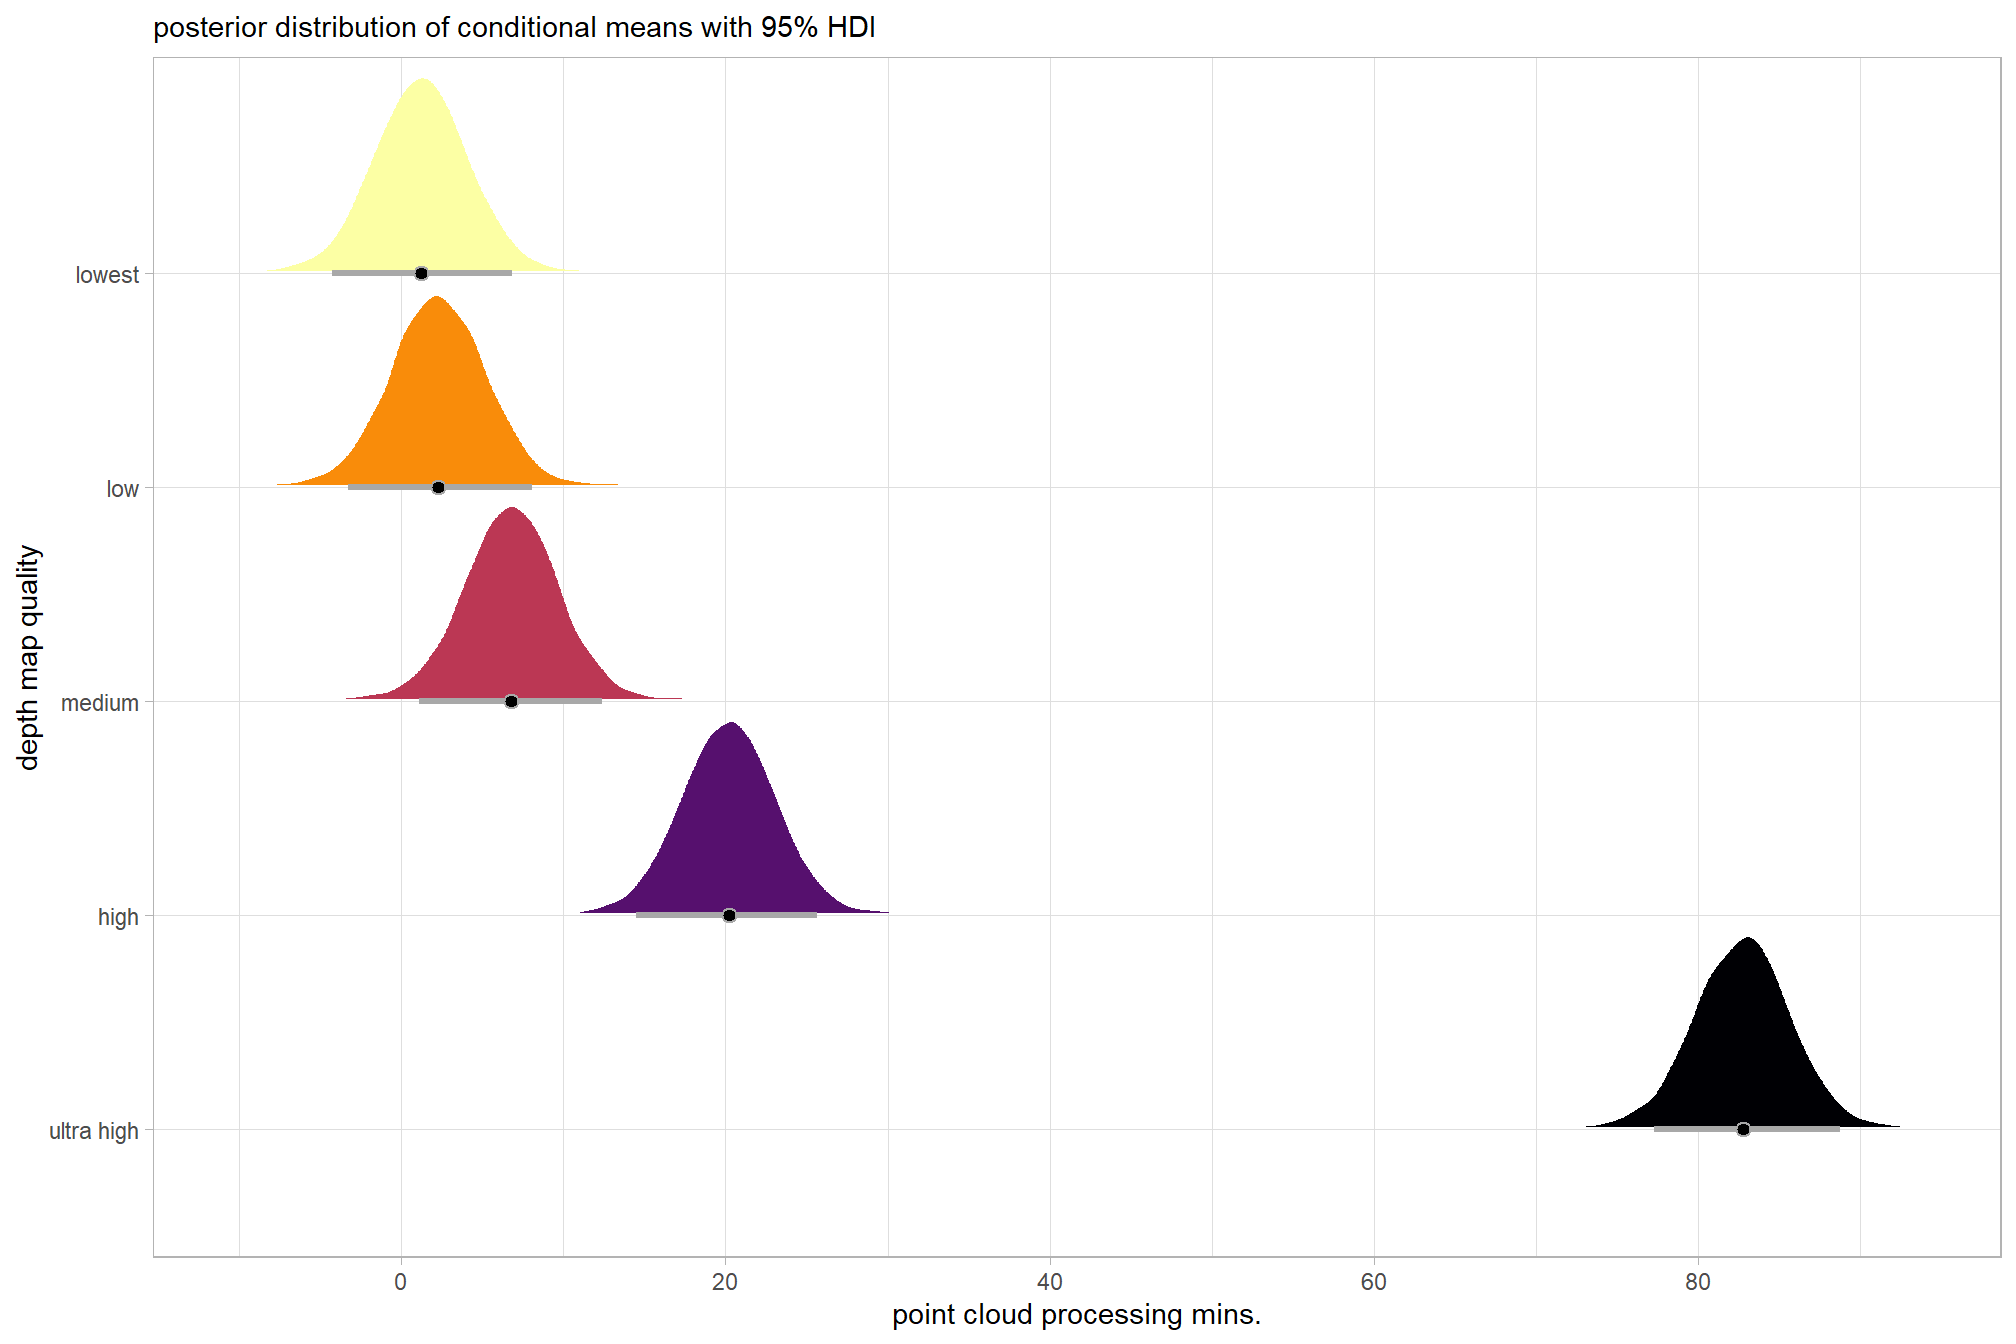 posterior distribution of conditional means with 95% HDI
lowest
low
medium
high
ultra high
depth map quality
0 20 40 60 80
point cloud processing mins.